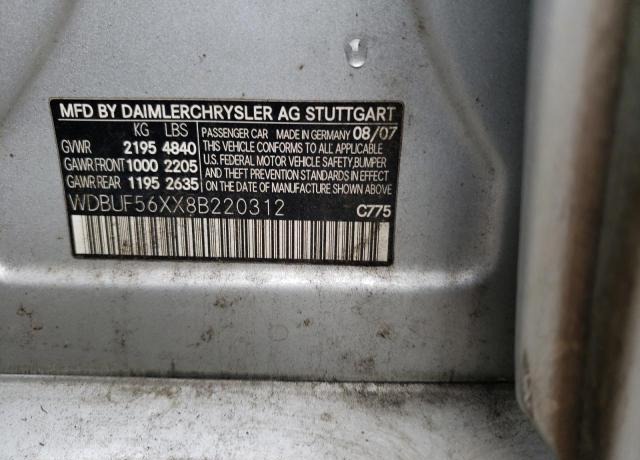 MFD BY DAIMLERCHRYSLER AG STUTTGART
KG LBS
GVWR 2195 4840
GAWR FRONT 1000 2205
GAWR REAR 1195 2635
PASSENGER CAR MADE IN GERMANY 08/07
THIS VEHICLE CONFORMS TO ALL APPLICABLE
U.S. FEDERAL MOTOR VEHICLE SAFETY, BUMPER
AND THEFT PREVENTION STANDARDS IN
EFFECT ON THE DATE OF MANUFACTURE
WDBUF56XX8B220312 C775